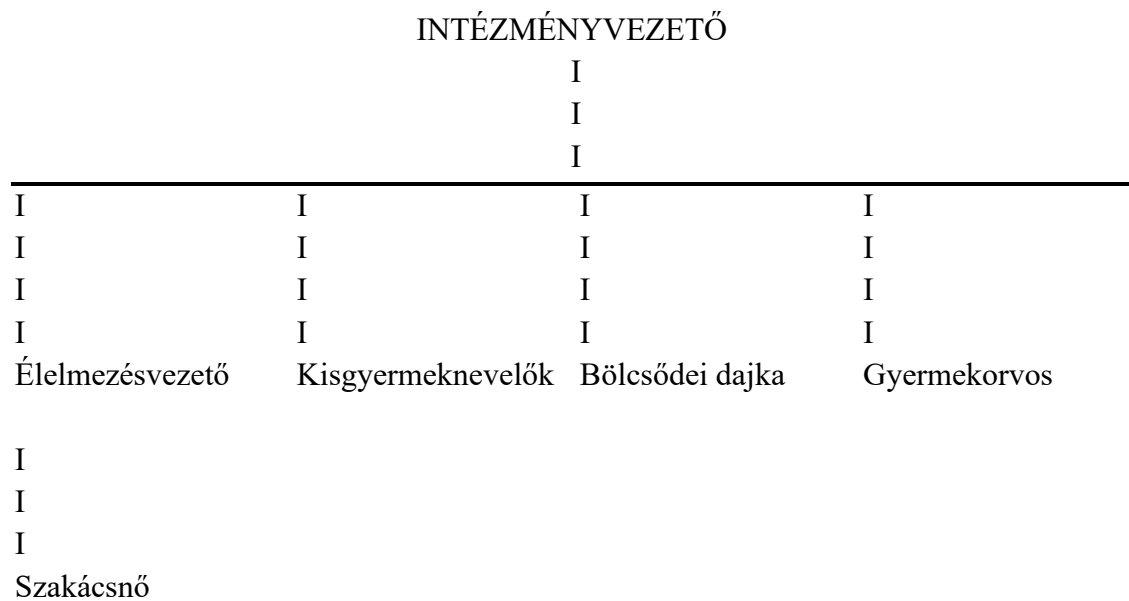 INTÉZMÉNYVEZETŐ
I
I
I
I I I I
I I I I
I I I I
I I I I
Élelmezésvezető Kisgyermeknevelők Bölcsődei dajka Gyermekorvos
I
I
I
Szakácsnő